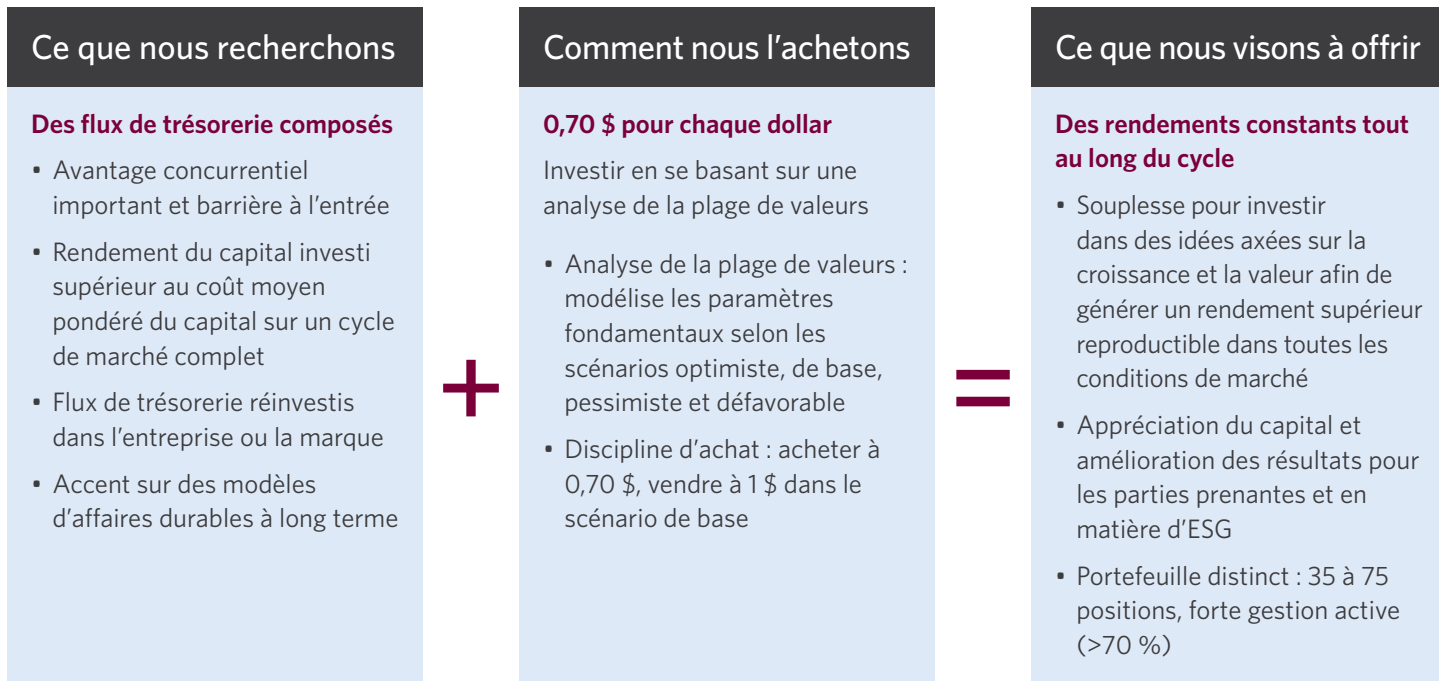 Ce que nous recherchons
Des flux de trésorerie composés
• Avantage concurrentiel
important et barrière à l'entrée
• Rendement du capital investi
supérieur au coût moyen
pondéré du capital sur un cycle
de marché complet
• Flux de trésorerie réinvestis
dans l'entreprise ou la marque
• Accent sur des modèles
d'affaires durables à long terme
+
Comment nous l'achetons
0,70 $ pour chaque dollar
Investir en se basant sur une
analyse de la plage de valeurs
• Analyse de la plage de valeurs :
modélise les paramètres
fondamentaux selon les
scénarios optimiste, de base,
pessimiste et défavorable
• Discipline d'achat : acheter à
0,70 $, vendre à 1 $ dans le
scénario de base
=
Ce que nous visons à offrir
Des rendements constants tout
au long du cycle
• Souplesse pour investir
dans des idées axées sur la
croissance et la valeur afin de
générer un rendement supérieur
reproductible dans toutes les
conditions de marché
• Appréciation du capital et
amélioration des résultats pour
les parties prenantes et en
matière d'ESG
• Portefeuille distinct : 35 à 75
positions, forte gestion active
(>70 %)